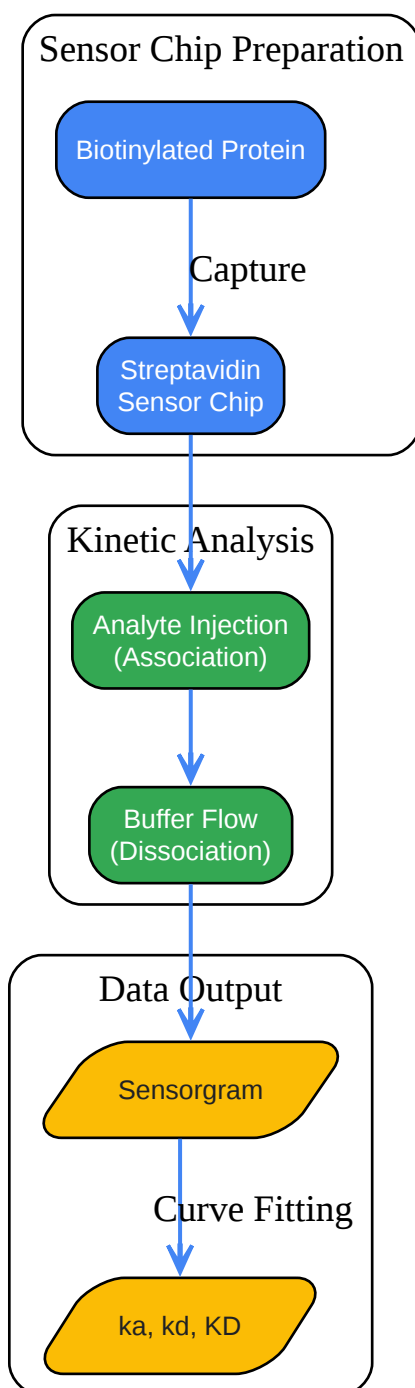 Sensor Chip Preparation
Biotinylated Protein
Capture
Streptavidin
Sensor Chip
Kinetic Analysis
Analyte Injection
(Association)
Buffer Flow
(Dissociation)
Data Output
Sensorgram
Curve Fitting
ka, kd, KD